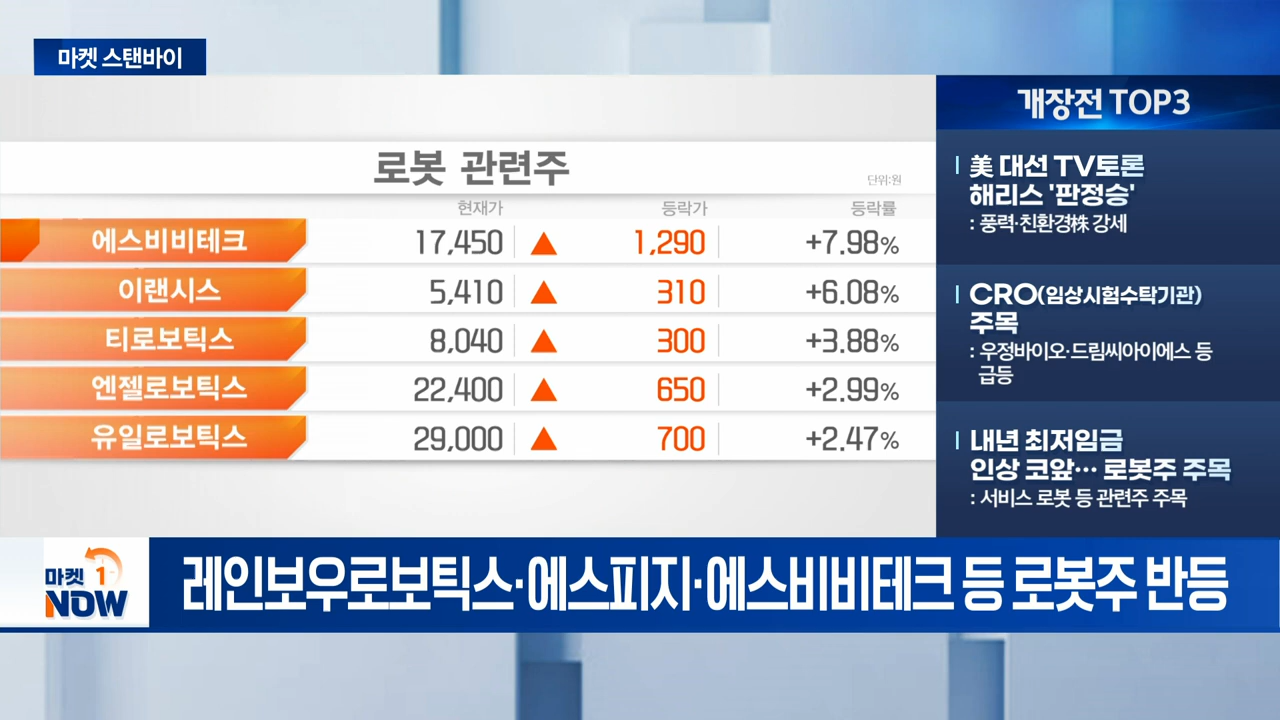 마켓 스탠바이
로봇 관련주
단위:원
현재가 등락가 등락률
에스비비테크 17,450 ▲ 1,290 +7.98%
이랜시스 5,410 ▲ 310 +6.08%
티로보틱스 8,040 ▲ 300 +3.88%
엔젤로보틱스 22,400 ▲ 650 +2.99%
유일로보틱스 29,000 ▲ 700 +2.47%
개장전 TOP3
美 대선 TV토론
해리스 '판정승'
: 풍력·친환경株 강세
CRO(임상시험수탁기관)
주목
: 우정바이오·드림씨아이에스 등
급등
내년 최저임금
인상 코앞… 로봇주 주목
: 서비스 로봇 등 관련주 주목
마켓 1
NOW
레인보우로보틱스·에스피지·에스비비테크 등 로봇주 반등